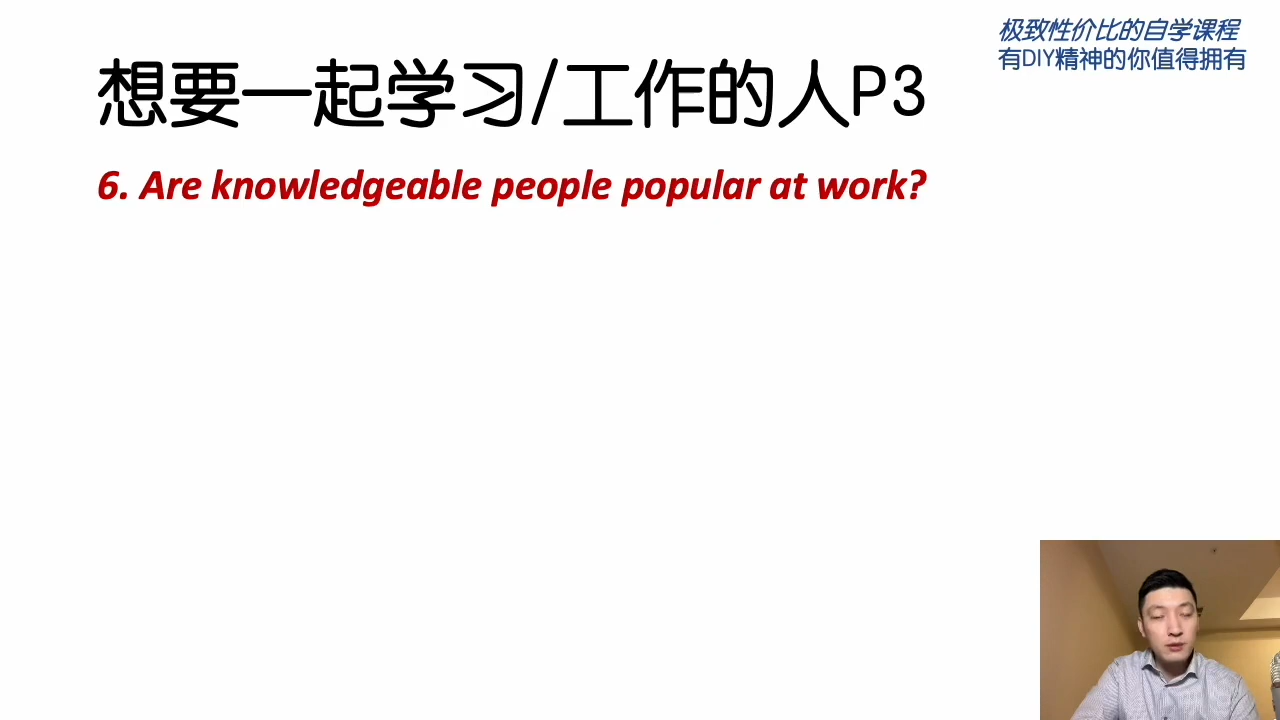 极致性价比的自学课程
有DIY精神的你值得拥有
想要一起学习/工作的人P3
6. Are knowledgeable people popular at work?